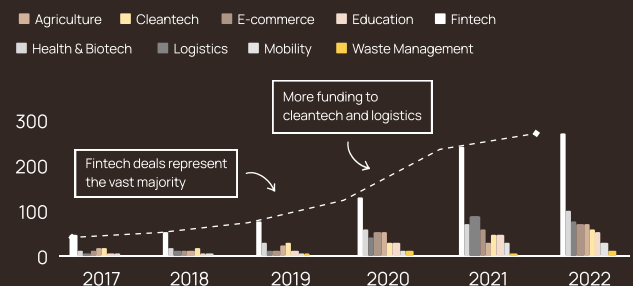 Agriculture Cleantech E-commerce Education Fintech
Health & Biotech Logistics Mobility Waste Management
More funding to
cleantech and logistics
300
Fintech deals represent
the vast majority
200
100
0
2017 2018 2019 2020 2021 2022